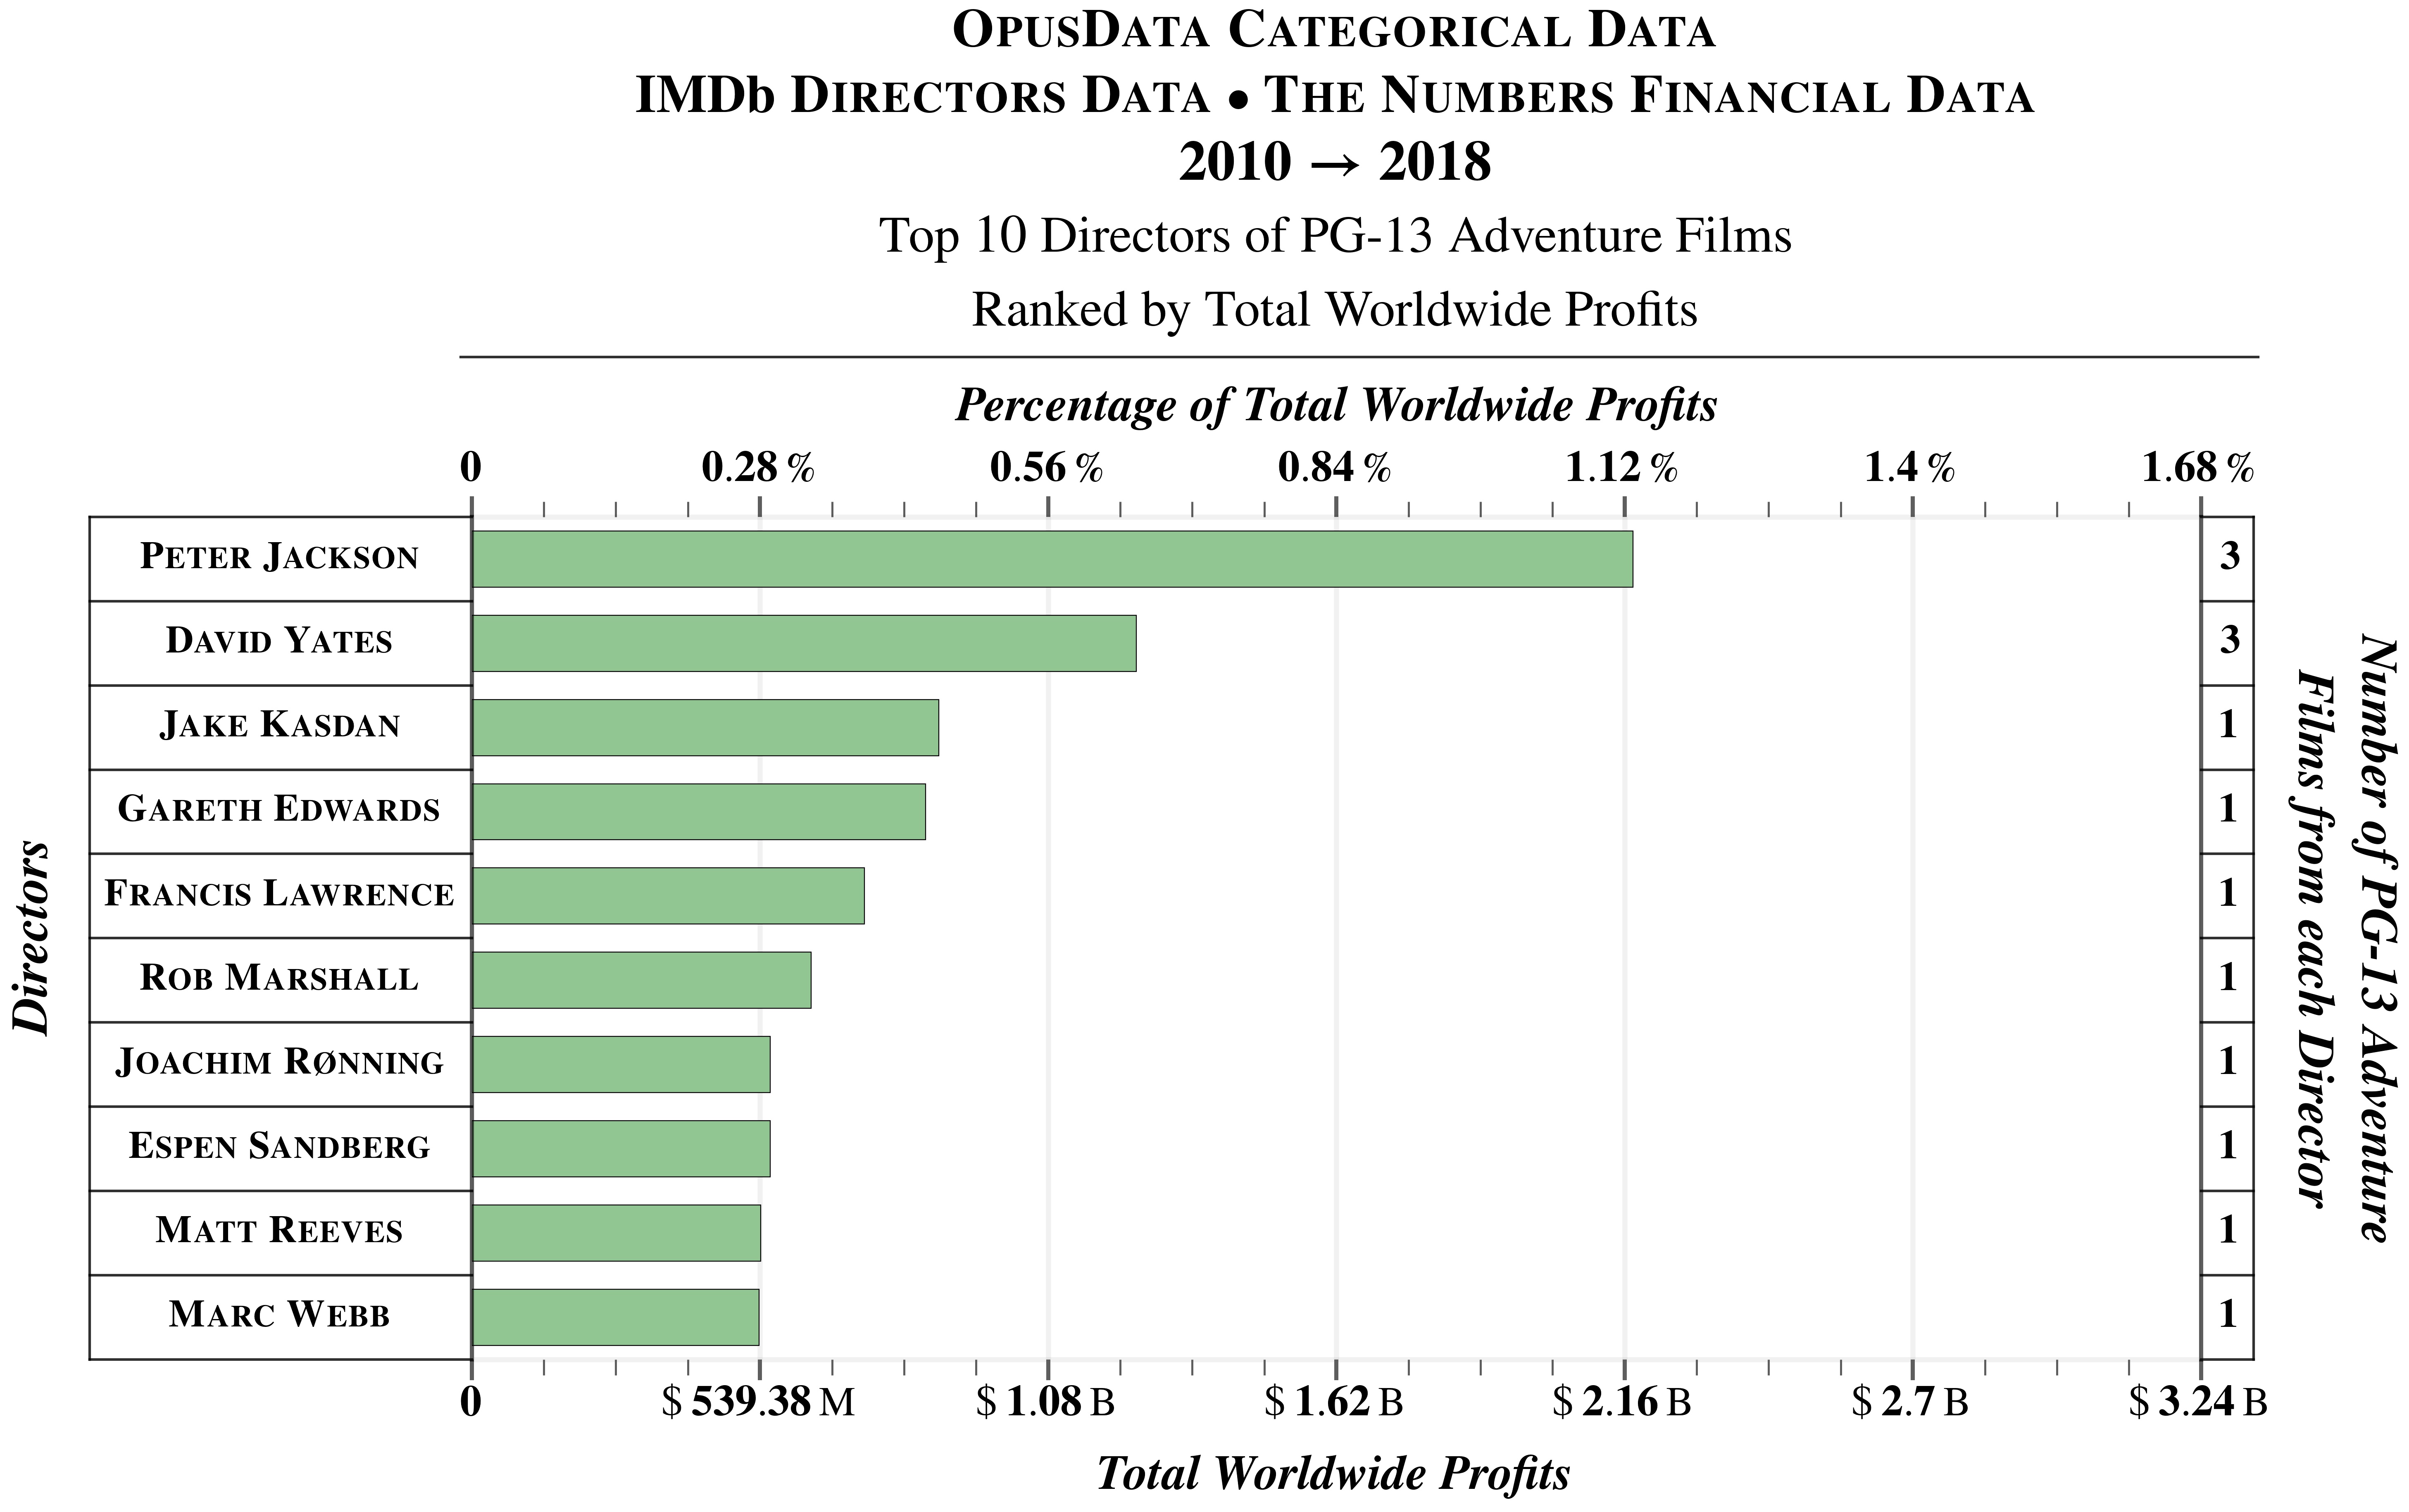 OpusData Categorical Data
IMDb Directors Data • The Numbers Financial Data
2010 → 2018
Top 10 Directors of PG-13 Adventure Films
Ranked by Total Worldwide Profits
Percentage of Total Worldwide Profits
0 0.28 % 0.56 % 0.84 % 1.12 % 1.4 % 1.68 %
Directors
Peter Jackson 3
David Yates 3
Jake Kasdan 1
Gareth Edwards 1
Francis Lawrence 1
Rob Marshall 1
Joachim Rønning 1
Espen Sandberg 1
Matt Reeves 1
Marc Webb 1
Number of PG-13 Adventure
Films from each Director
0 $ 539.38 M $ 1.08 B $ 1.62 B $ 2.16 B $ 2.7 B $ 3.24 B
Total Worldwide Profits